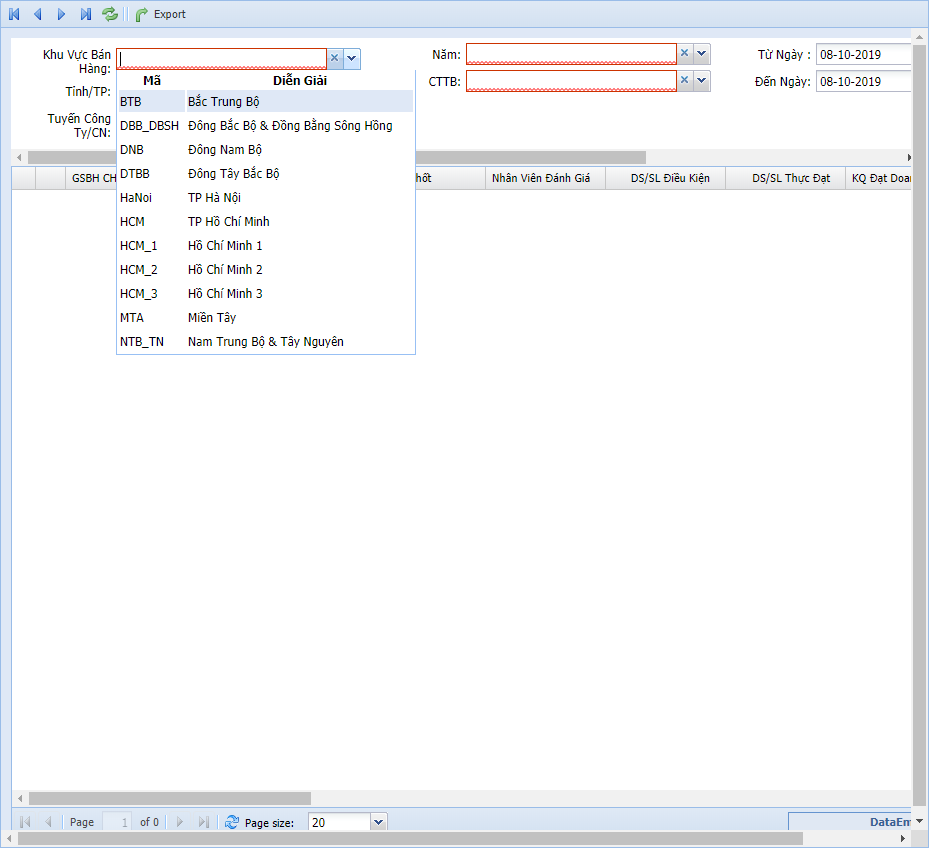 Export
Khu Vực Bán Hàng:
Năm:
Từ Ngày :
08-10-2019
Tỉnh/TP:
CTTB:
Đến Ngày:
08-10-2019
Tuyến Công Ty/CN:
Mã
Diễn Giải
BTB
Bắc Trung Bộ
DBB_DBSH
Đông Bắc Bộ & Đồng Bằng Sông Hồng
DNB
Đông Nam Bộ
DTBB
Đông Tây Bắc Bộ
HaNoi
TP Hà Nội
HCM
TP Hồ Chí Minh
HCM_1
Hồ Chí Minh 1
HCM_2
Hồ Chí Minh 2
HCM_3
Hồ Chí Minh 3
MTA
Miền Tây
NTB_TN
Nam Trung Bộ & Tây Nguyên
GSBH CH
hốt
Nhân Viên Đánh Giá
DS/SL Điều Kiện
DS/SL Thực Đạt
KQ Đạt Doan
Page
1
of 0
Page size:
20
DataEm